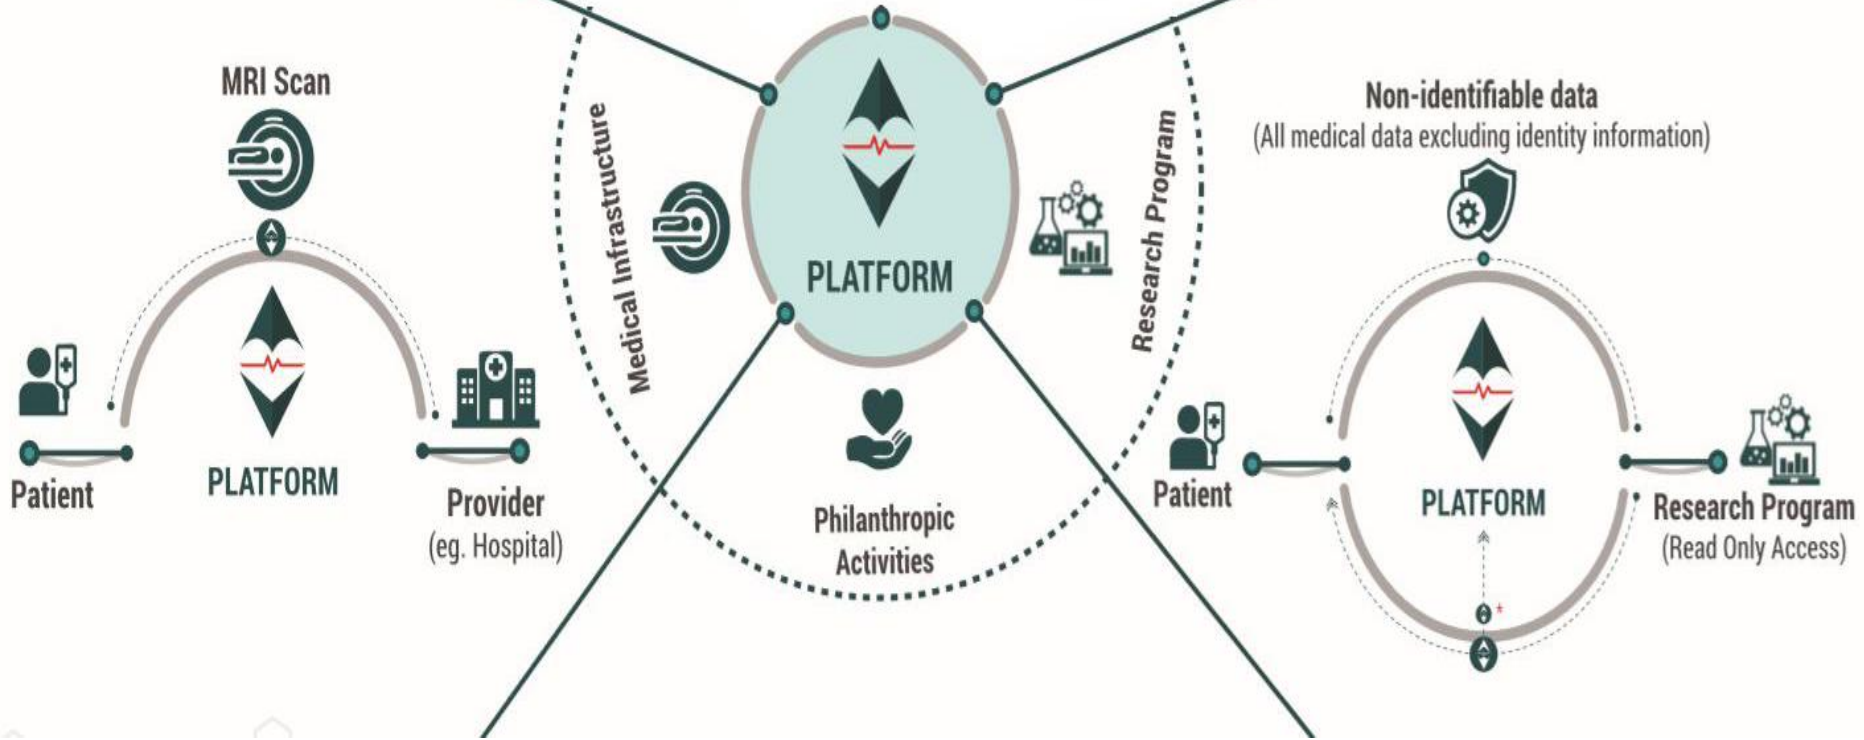 MRI Scan
PLATFORM
Patient
Provider
(eg. Hospital)
Medical Infrastructure
PLATFORM
Research Program
Philanthropic
Activities
Non-identifiable data
(All medical data excluding identity information)
Patient
PLATFORM
*
Research Program
(Read Only Access)